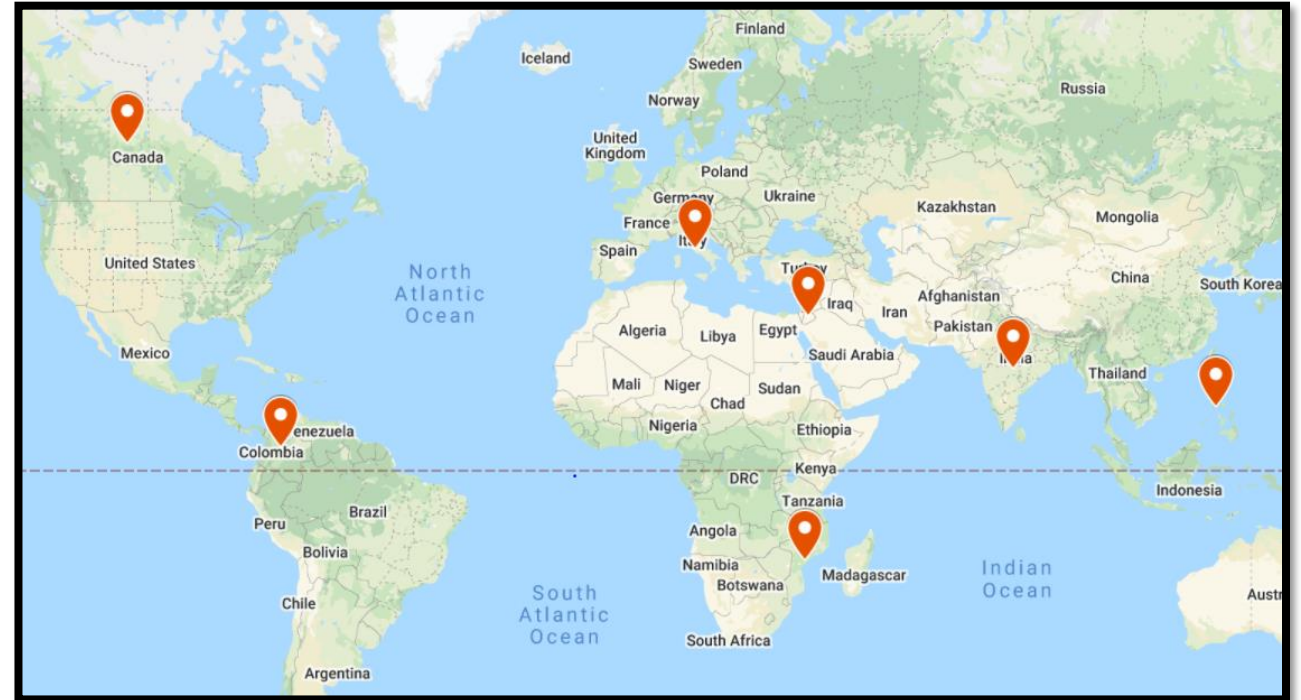 Finland
Iceland
Sweden
Russia
Norway
United
Kingdom
Canada
Poland
Germany
Ukraine
France
Kazakhstan
Mongolia
Italy
Spain
United States
North
Atlantic
Ocean
Turkey
China
South Korea
Iraq
Afghanistan
Iran
Algeria
Libya
Egypt
Pakistan
Mexico
Saudi Arabia
India
Thailand
Mali
Niger
Sudan
Chad
Nigeria
Ethiopia
enezuela
Colombia
Kenya
DRC
Indonesia
Tanzania
Brazil
Peru
Angola
Bolivia
Namibia
Botswana
Madagascar
Indian
Ocean
South
Atlantic
Ocean
Austr
Chile
South Africa
Argentina